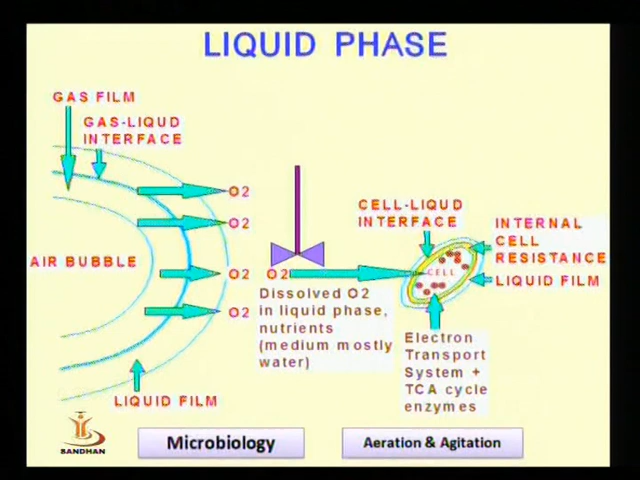 LIQUID PHASE
GAS FILM
GAS-LIQUD
INTERFACE
O2
O2
AIR BUBBLE
O2
O2
LIQUID FILM
O2
Dissolved O2
in liquid phase,
nutrients
(medium mostly
water)
CELL-LIQUD
INTERFACE
INTERNAL
CELL
RESISTANCE
LIQUID FILM
CELL
Electron
Transport
System +
TCA cycle
enzymes
SANDHAN
Microbiology
Aeration & Agitation